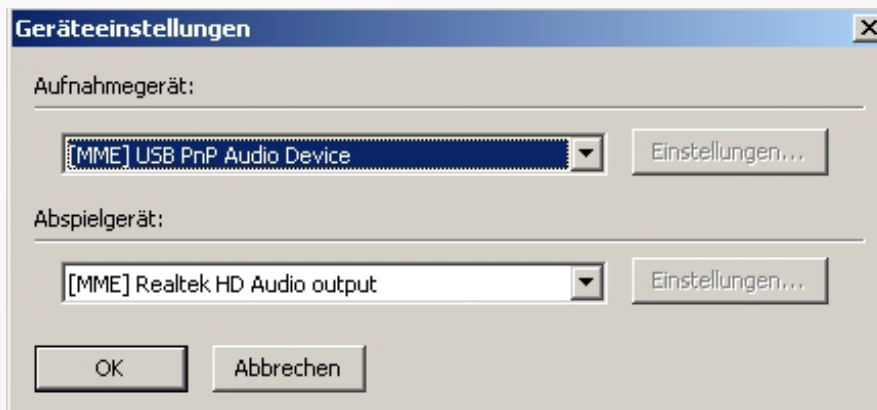 Geräteeinstellungen
Aufnahmegerät:
[MME] USB PnP Audio Device
Einstellungen...
Abspielgerät:
[MME] Realtek HD Audio output
Einstellungen...
OK
Abbrechen